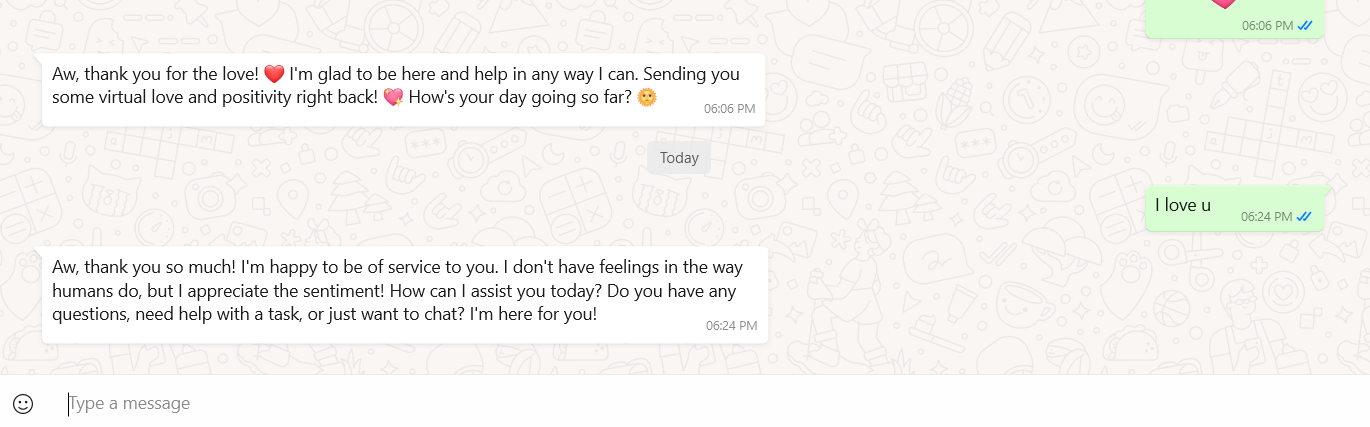 06:06 PM
Aw, thank you for the love! ❤️ I'm glad to be here and help in any way I can. Sending you
some virtual love and positivity right back! 💖 How's your day going so far? 🌞
06:06 PM
Today
I love u
06:24 PM
Aw, thank you so much! I'm happy to be of service to you. I don't have feelings in the way
humans do, but I appreciate the sentiment! How can I assist you today? Do you have any
questions, need help with a task, or just want to chat? I'm here for you!
06:24 PM
Type a message